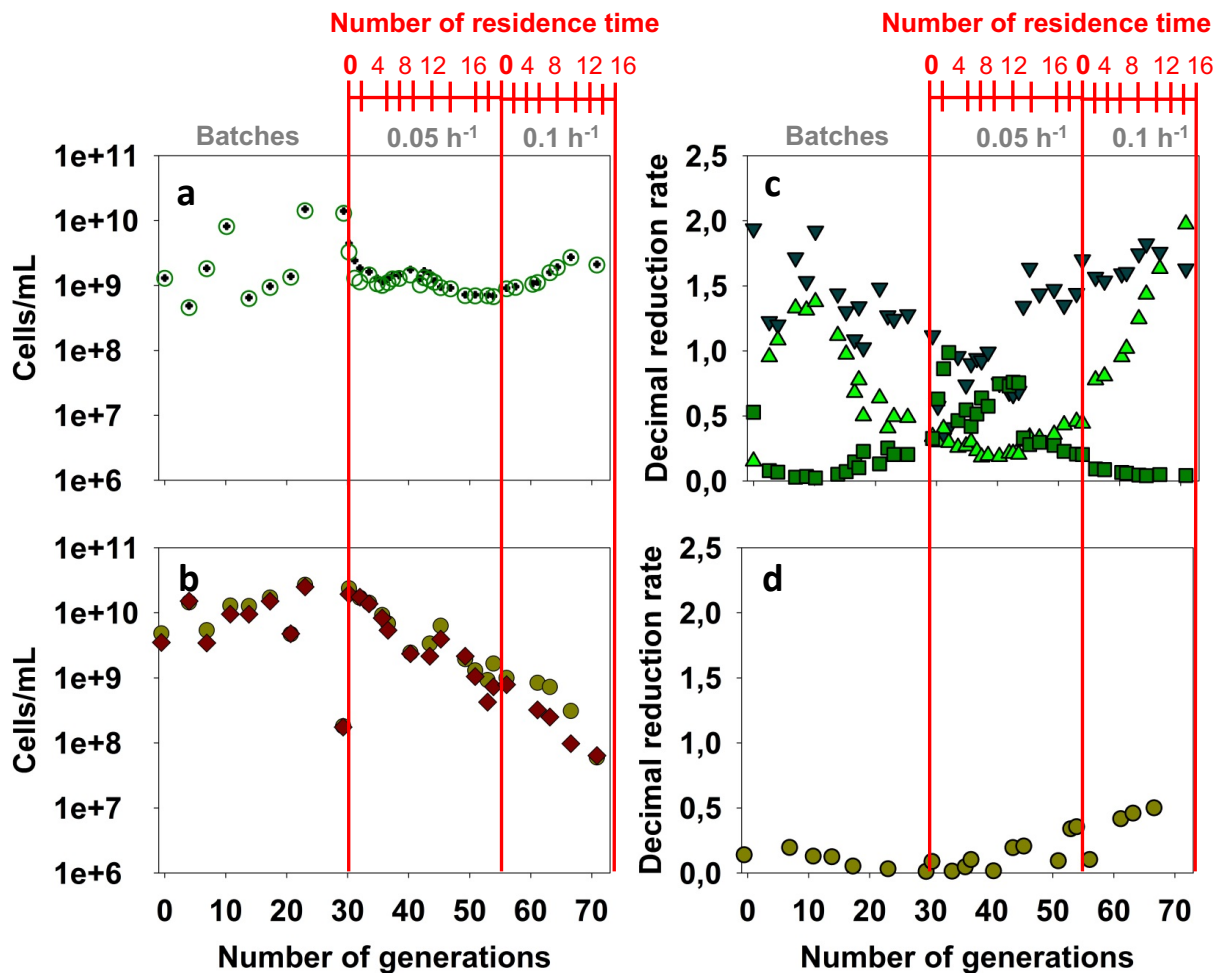 Number of residence time
Number of residence time
0 4 8 12 16 0 4 8 12 16
0 4 8 12 16 0 4 8 12 16
Batches 0.05 h-1 0.1 h-1
Batches 0.05 h-1 0.1 h-1
a
Cells/mL
1e+11
1e+10
1e+9
1e+8
1e+7
1e+6
c
Decimal reduction rate
2,5
2,0
1,5
1,0
0,5
0,0
b
Cells/mL
1e+11
1e+10
1e+9
1e+8
1e+7
1e+6
0 10 20 30 40 50 60 70
Number of generations
d
Decimal reduction rate
2,5
2,0
1,5
1,0
0,5
0,0
0 10 20 30 40 50 60 70
Number of generations